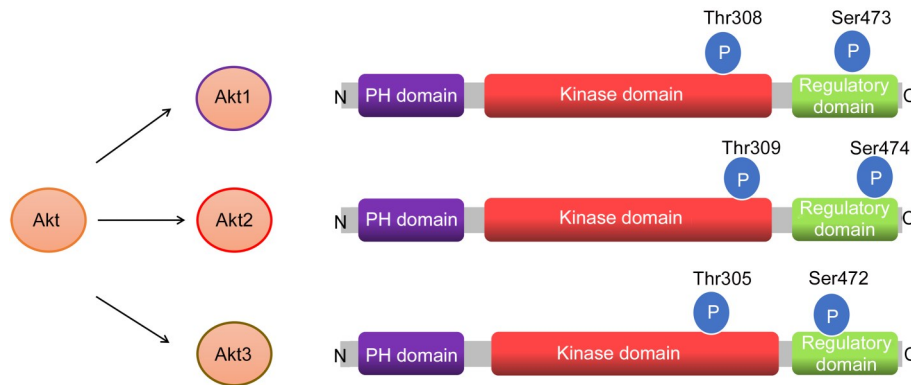 Thr308
Ser473
P
P
Akt1
N
PH domain
Kinase domain
Regulatory
domain
C
Thr309
Ser474
P
P
Akt
Akt2
N
PH domain
Kinase domain
Regulatory
domain
C
Thr305
Ser472
P
P
Akt3
N
PH domain
Kinase domain
Regulatory
domain
C